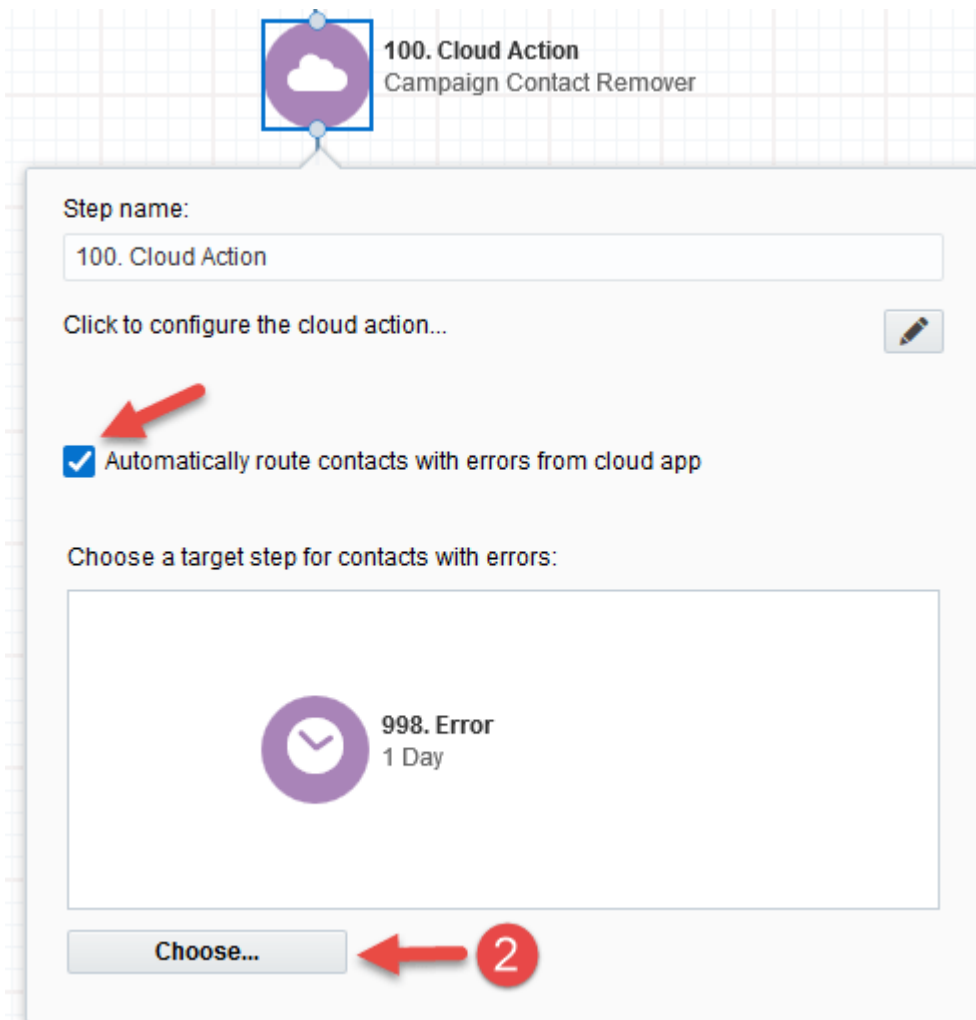 100. Cloud Action
Campaign Contact Remover
Step name:
100. Cloud Action
Click to configure the cloud action...
Automatically route contacts with errors from cloud app
Choose a target step for contacts with errors:
998. Error
1 Day
Choose...
2